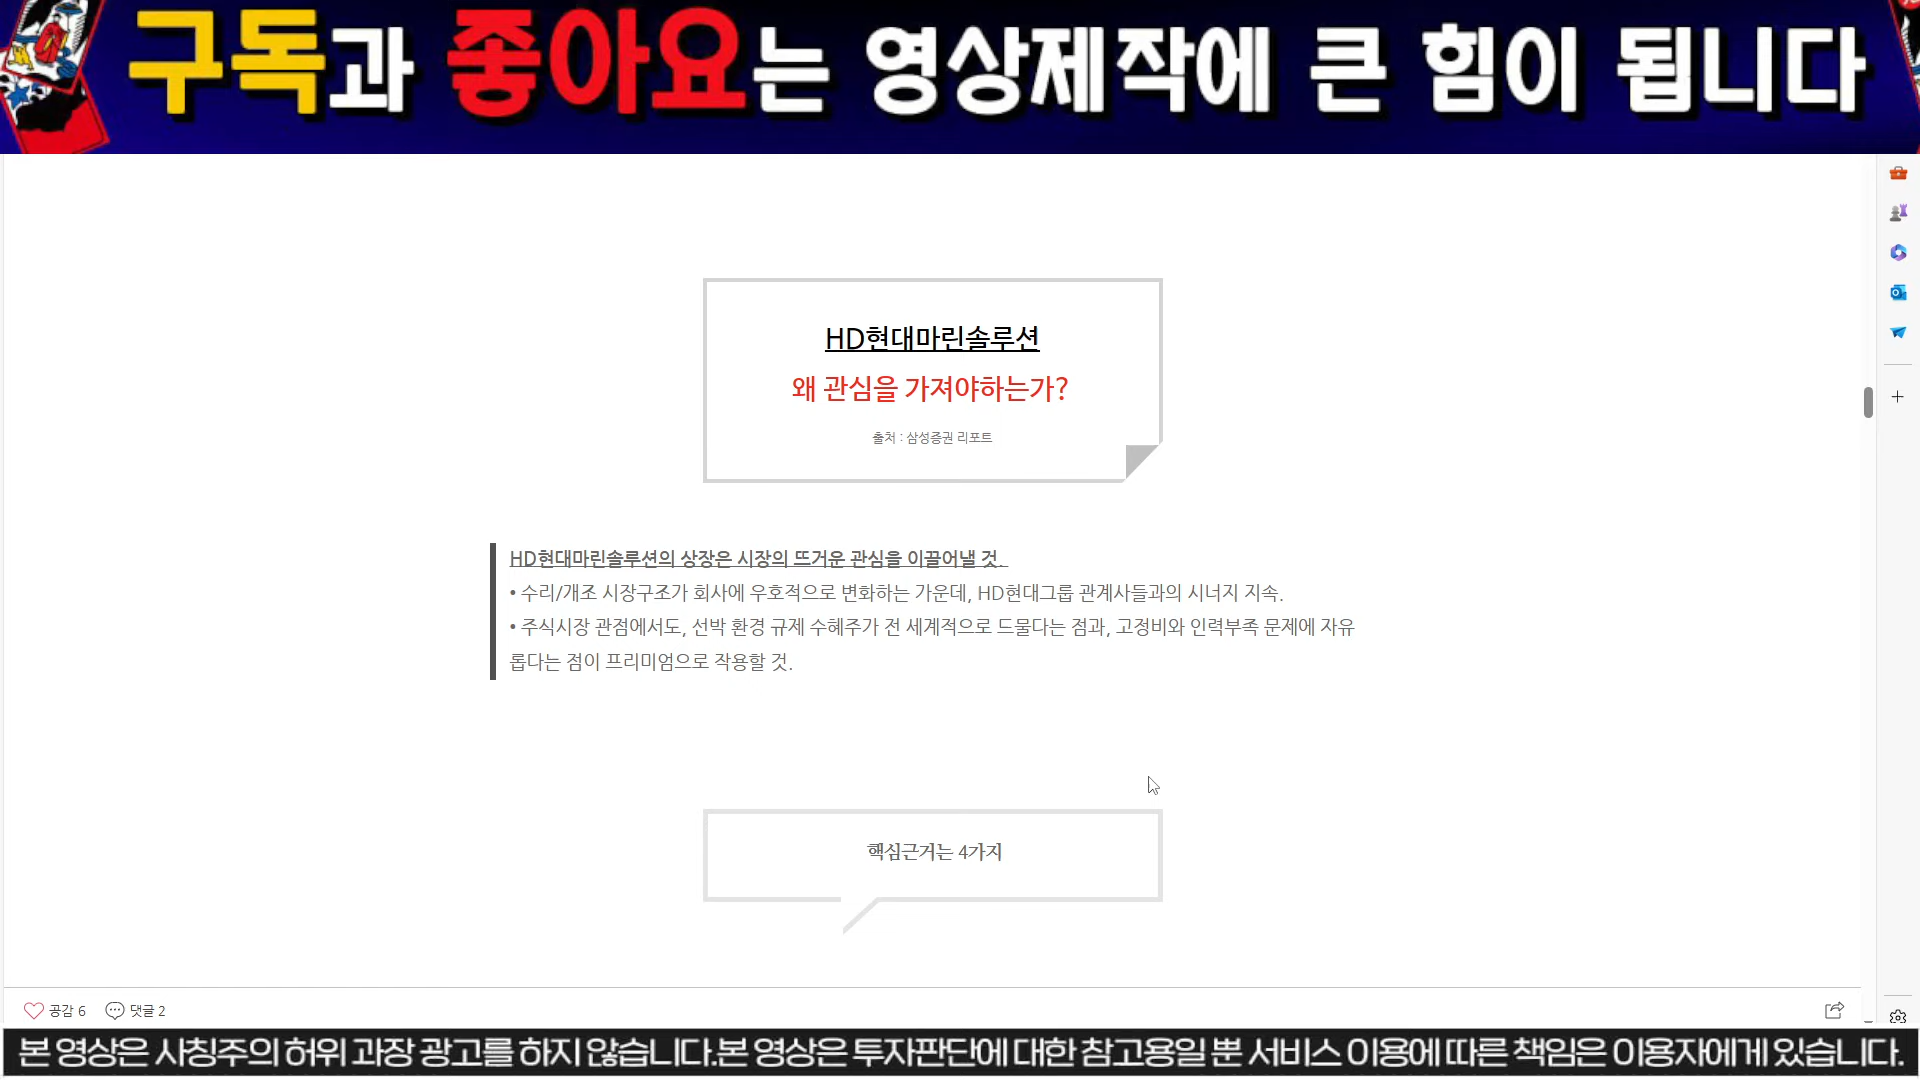 구독과 좋아요는 영상제작에 큰 힘이 됩니다
HD현대마린솔루션
왜 관심을 가져야하는가?
출처 : 삼성증권 리포트
HD현대마린솔루션의 상장은 시장의 뜨거운 관심을 이끌어낼 것.
• 수리/개조 시장구조가 회사에 우호적으로 변화하는 가운데, HD현대그룹 관계사들과의 시너지 지속.
• 주식시장 관점에서도, 선박 환경 규제 수혜주가 전 세계적으로 드물다는 점과, 고정비와 인력부족 문제에 자유
롭다는 점이 프리미엄으로 작용할 것.
핵심근거는 4가지
공감 6 댓글 2
본 영상은 사칭주의 허위 과장 광고를 하지 않습니다.본 영상은 투자판단에 대한 참고용일 뿐 서비스 이용에 따른 책임은 이용자에게 있습니다.